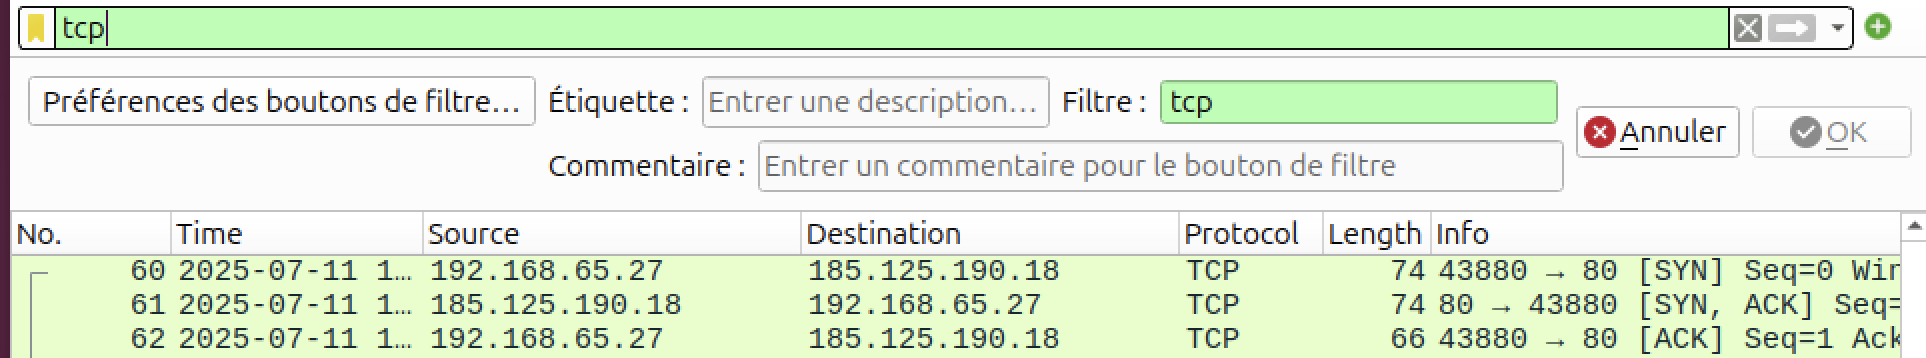 tcp
Préférences des boutons de filtre... Étiquette : Entrer une description... Filtre : tcp
Annuler OK
Commentaire : Entrer un commentaire pour le bouton de filtre
No. Time Source Destination Protocol Length Info
60 2025-07-11 1... 192.168.65.27 185.125.190.18 TCP 74 43880 → 80 [SYN] Seq=0 Win
61 2025-07-11 1... 185.125.190.18 192.168.65.27 TCP 74 80 → 43880 [SYN, ACK] Seq=
62 2025-07-11 1... 192.168.65.27 185.125.190.18 TCP 66 43880 → 80 [ACK] Seq=1 Ack